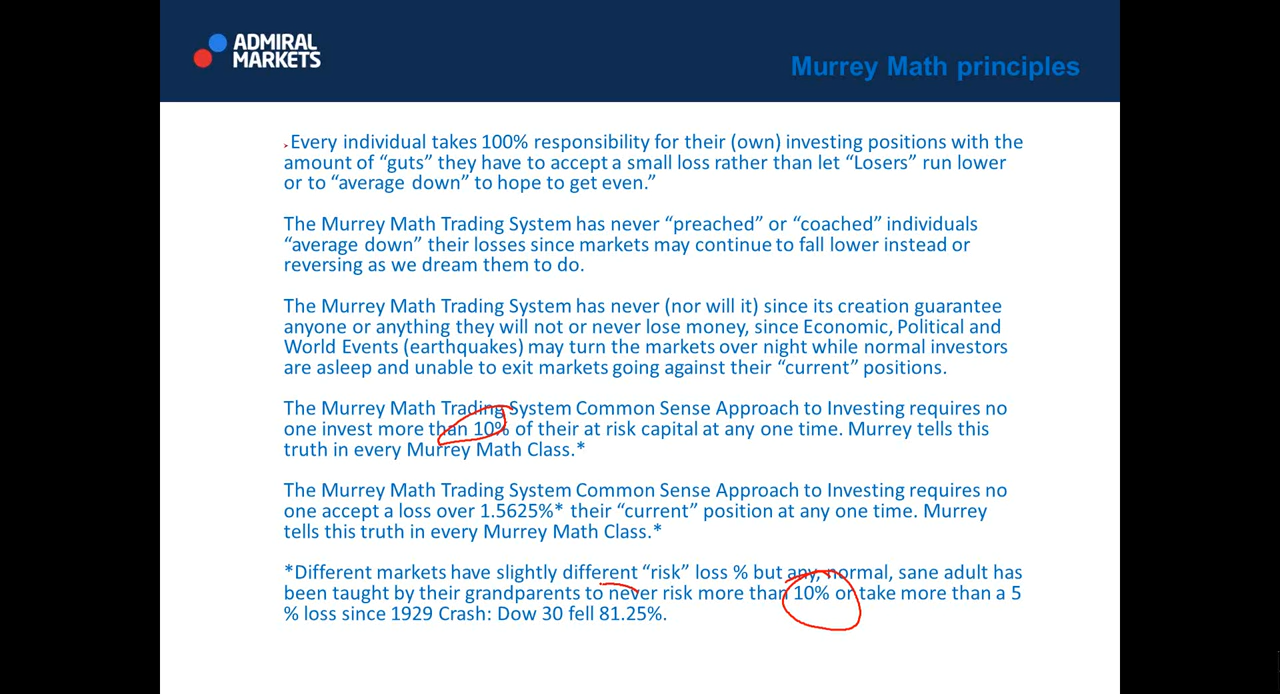 ADMIRAL
MARKETS
Murrey Math principles
Every individual takes 100% responsibility for their (own) investing positions with the
amount of “guts” they have to accept a small loss rather than let “Losers” run lower
or to “average down” to hope to get even.”
The Murrey Math Trading System has never “preached” or “coached” individuals
“average down” their losses since markets may continue to fall lower instead or
reversing as we dream them to do.
The Murrey Math Trading System has never (nor will it) since its creation guarantee
anyone or anything they will not or never lose money, since Economic, Political and
World Events (earthquakes) may turn the markets over night while normal investors
are asleep and unable to exit markets going against their “current” positions.
The Murrey Math Trading System Common Sense Approach to Investing requires no
one invest more than 10% of their at risk capital at any one time. Murrey tells this
truth in every Murrey Math Class.*
The Murrey Math Trading System Common Sense Approach to Investing requires no
one accept a loss over 1.5625%* their “current” position at any one time. Murrey
tells this truth in every Murrey Math Class.*
*Different markets have slightly different “risk” loss % but any, normal, sane adult has
been taught by their grandparents to never risk more than 10% or take more than a 5
% loss since 1929 Crash: Dow 30 fell 81.25%.